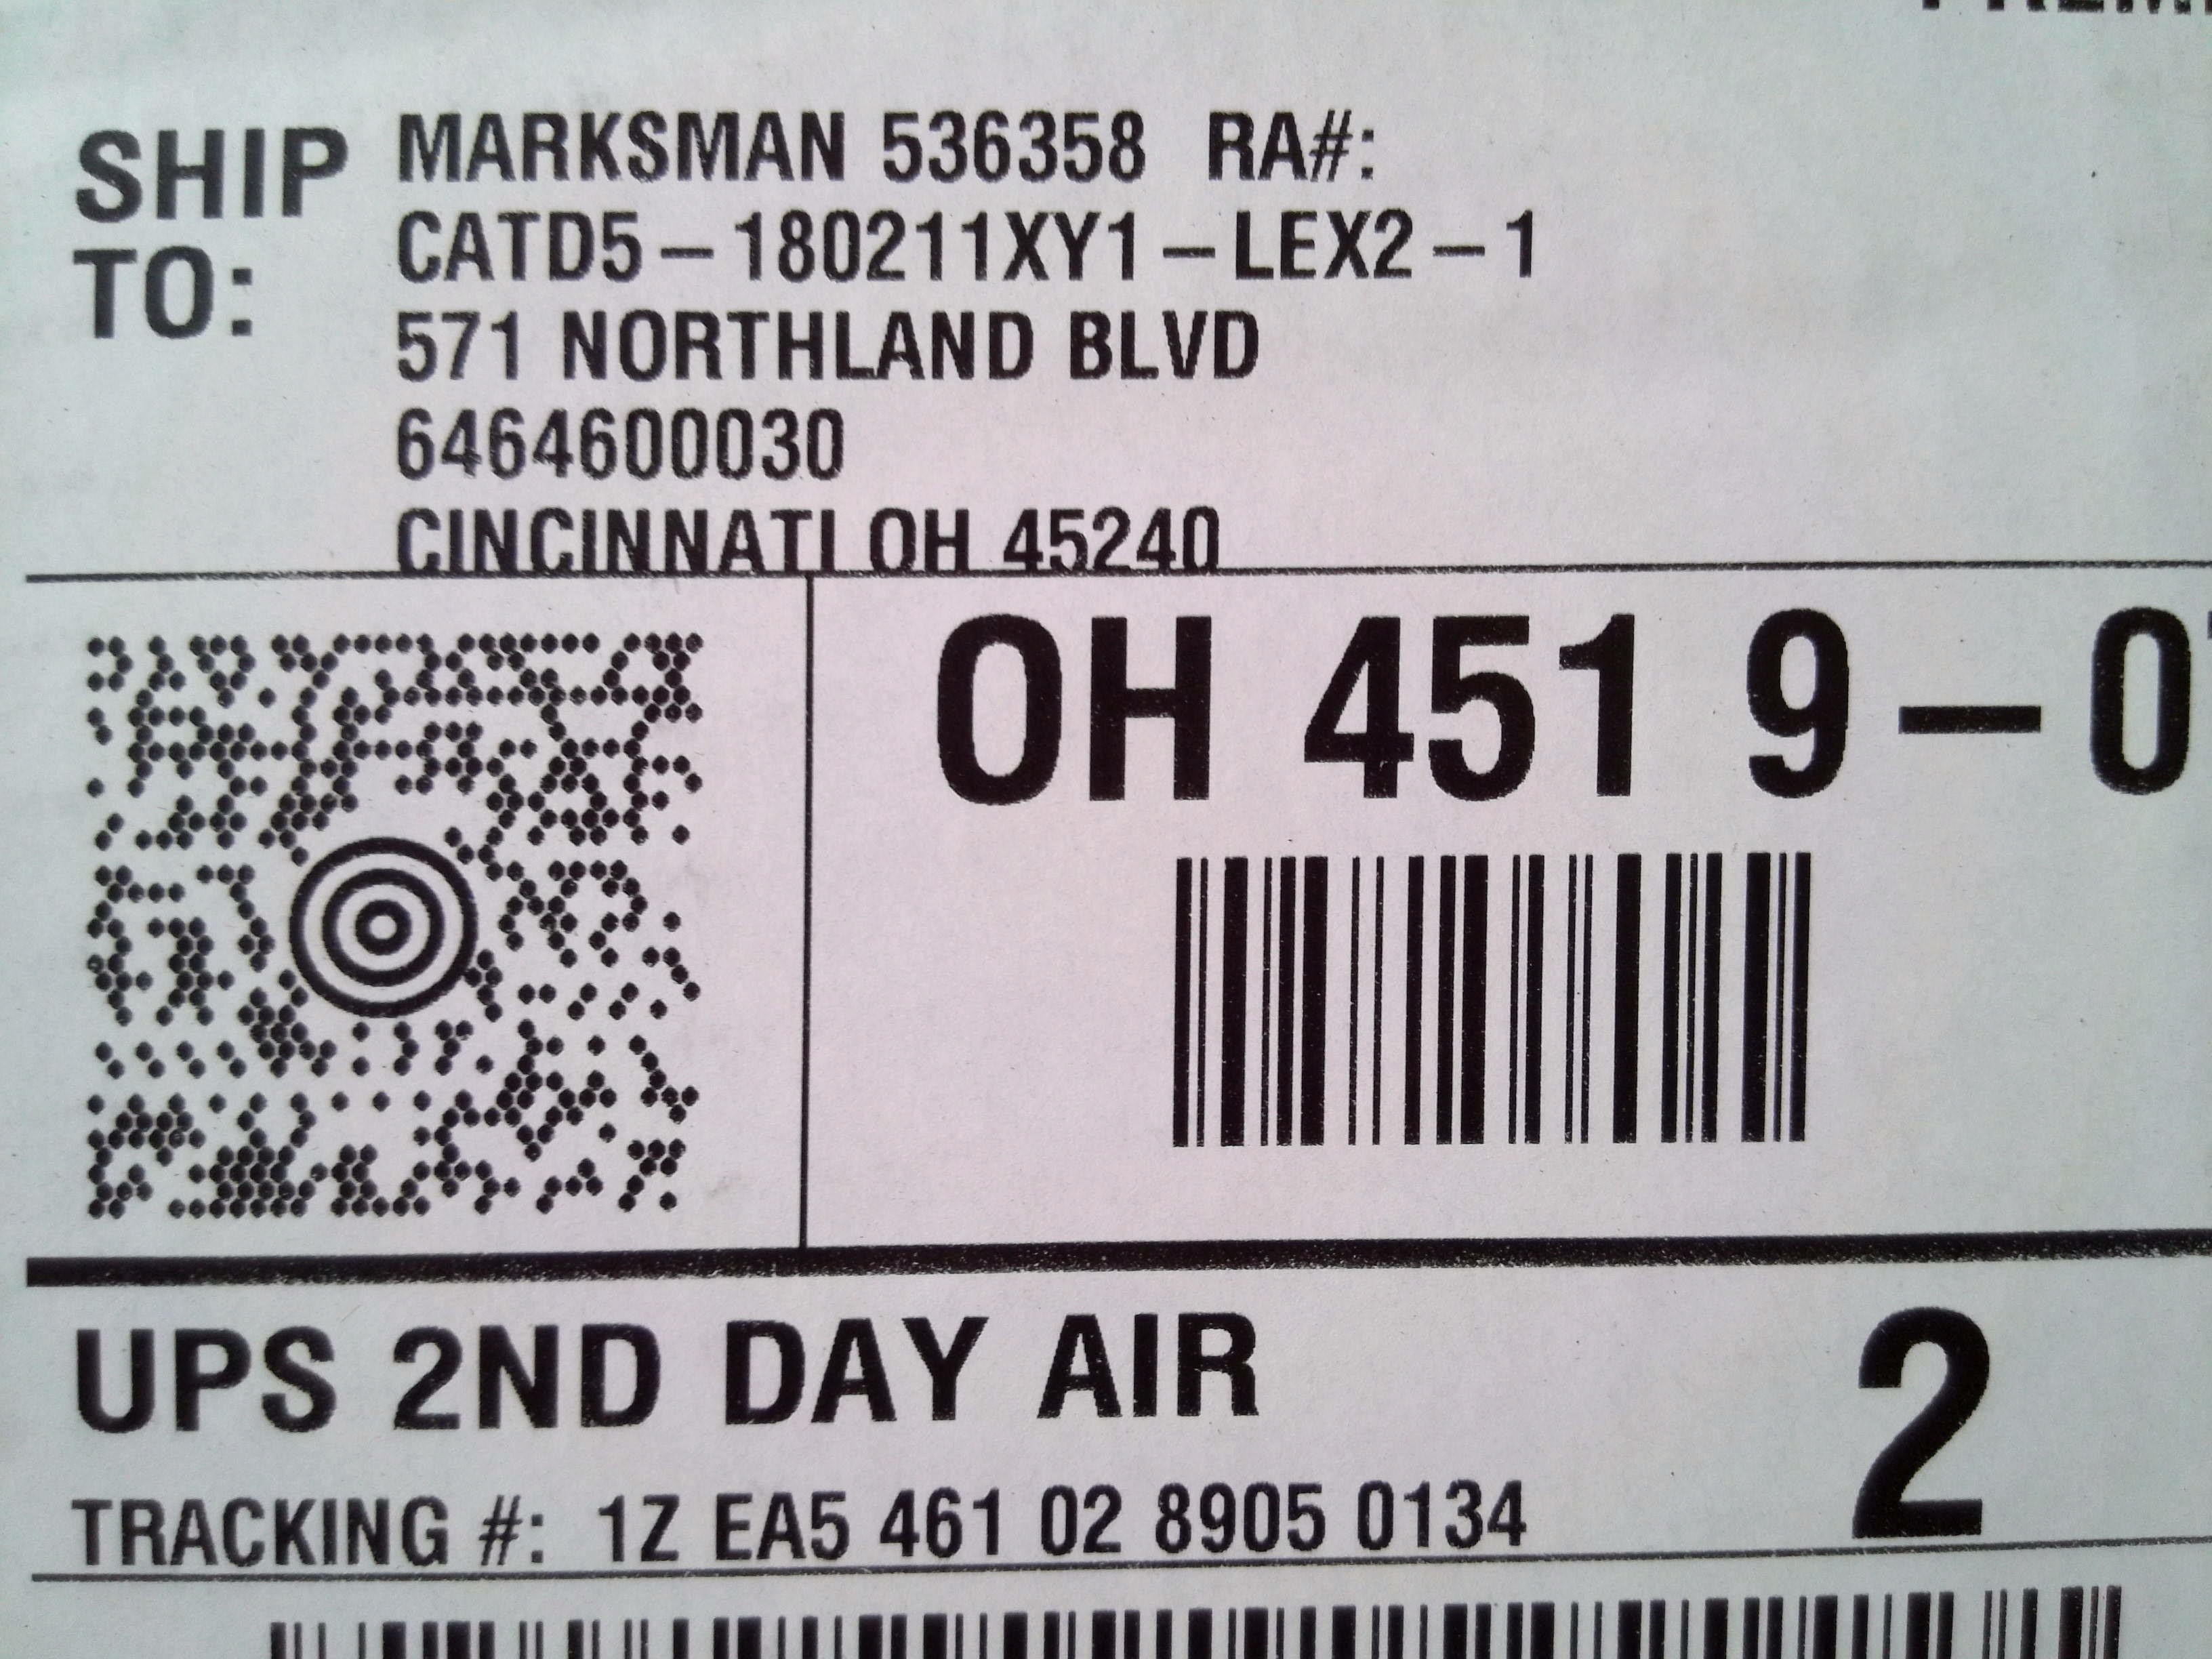 SHIP TO:
MARKSMAN 536358 RA#:
CATD5-180211XY1-LEX2-1
571 NORTHLAND BLVD
6464600030
CINCINNATI OH 45240
OH 451 9-0
UPS 2ND DAY AIR
2
TRACKING #: 1Z EA5 461 02 8905 0134